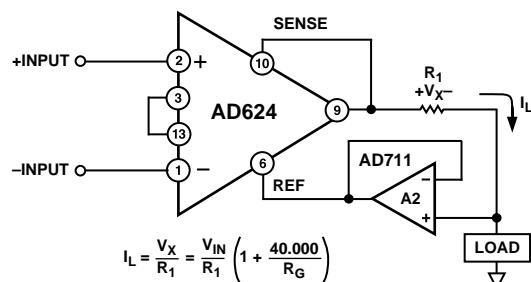 SENSE
+INPUT
2
+
10
R1
+VX–
IL
3
AD624
9
13
AD711
–INPUT
1
–
6
REF
–
A2
+
LOAD
IL = VX/R1 = VIN/R1 (1 + 40.000/RG)